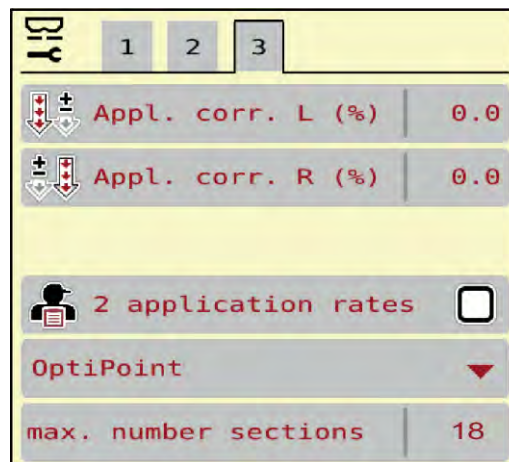 1 2 3
Appl. corr. L (%) 0.0
Appl. corr. R (%) 0.0
2 application rates
OptiPoint
max. number sections 18